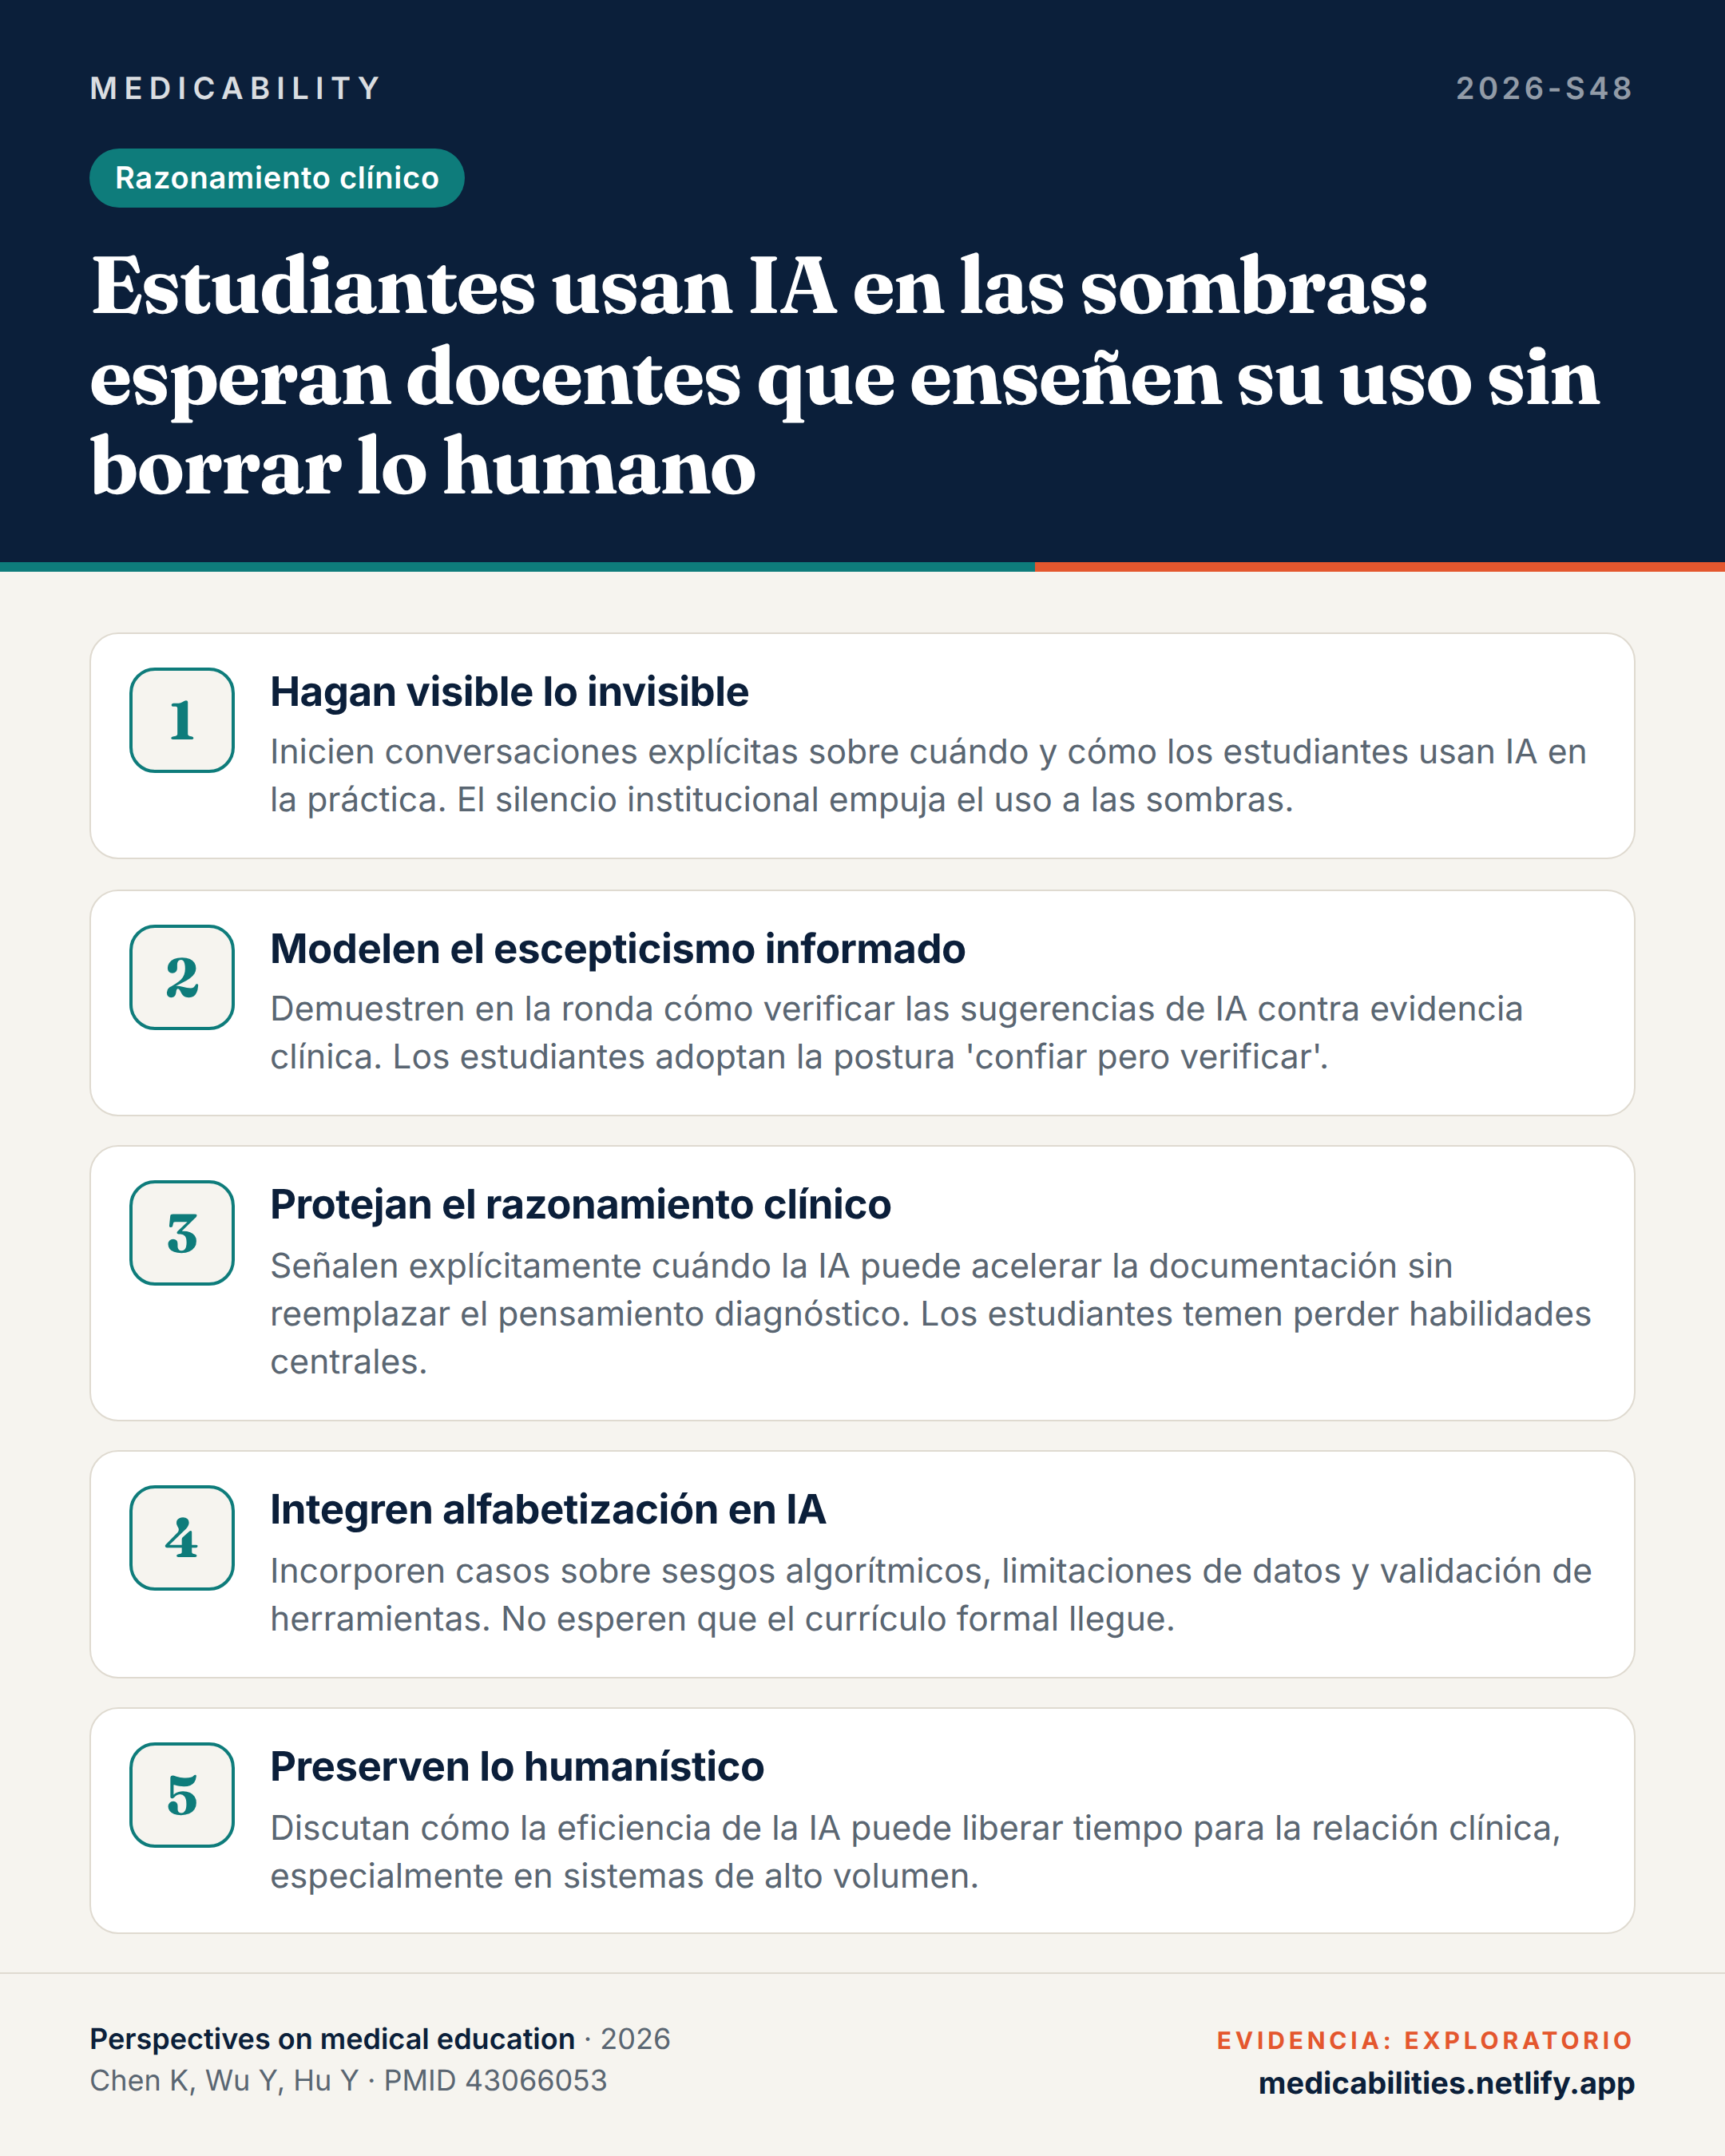 MEDICABILITY
2026-S48
Razonamiento clínico
Estudiantes usan IA en las sombras:
esperan docentes que enseñen su uso sin
borrar lo humano
1
Hagan visible lo invisible
Inicien conversaciones explícitas sobre cuándo y cómo los estudiantes usan IA en
la práctica. El silencio institucional empuja el uso a las sombras.
2
Modelen el escepticismo informado
Demuestren en la ronda cómo verificar las sugerencias de IA contra evidencia
clínica. Los estudiantes adoptan la postura 'confiar pero verificar'.
3
Protejan el razonamiento clínico
Señalen explícitamente cuándo la IA puede acelerar la documentación sin
reemplazar el pensamiento diagnóstico. Los estudiantes temen perder habilidades
centrales.
4
Integren alfabetización en IA
Incorporen casos sobre sesgos algorítmicos, limitaciones de datos y validación de
herramientas. No esperen que el currículo formal llegue.
5
Preserven lo humanístico
Discutan cómo la eficiencia de la IA puede liberar tiempo para la relación clínica,
especialmente en sistemas de alto volumen.
Perspectives on medical education · 2026
Chen K, Wu Y, Hu Y · PMID 43066053
EVIDENCIA: EXPLORATORIO
medicabilities.netlify.app